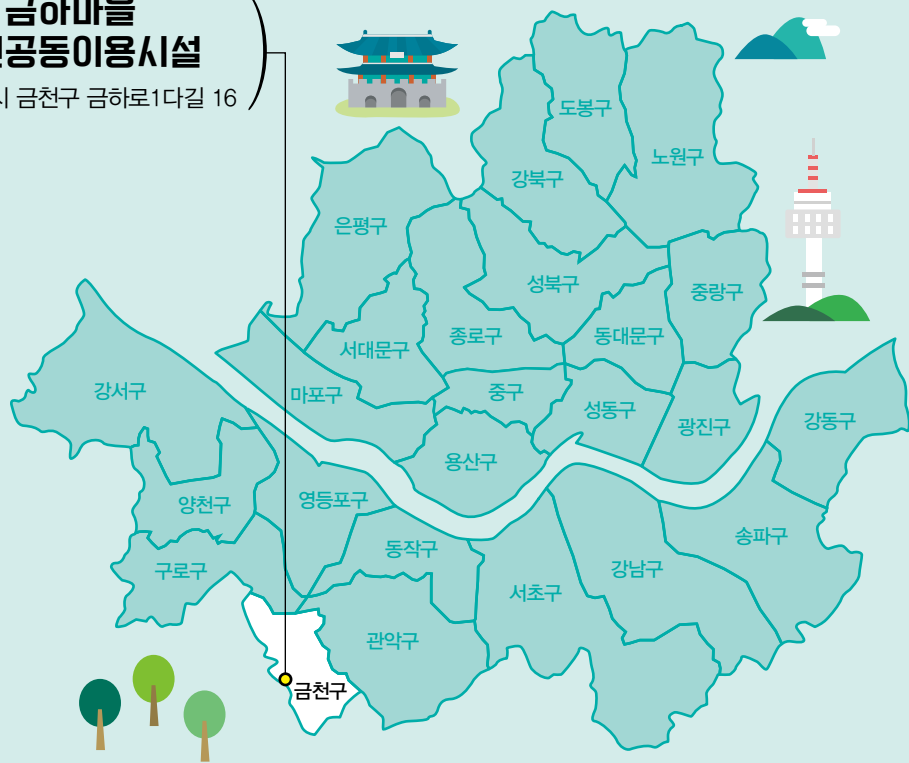 금하마을
공동이용시설
금천구 금하로1다길 16
도봉구
노원구
강북구
은평구
성북구
중랑구
서대문구
종로구
동대문구
강서구
마포구
중구
성동구
광진구
강동구
용산구
양천구
영등포구
송파구
동작구
구로구
강남구
서초구
관악구
금천구